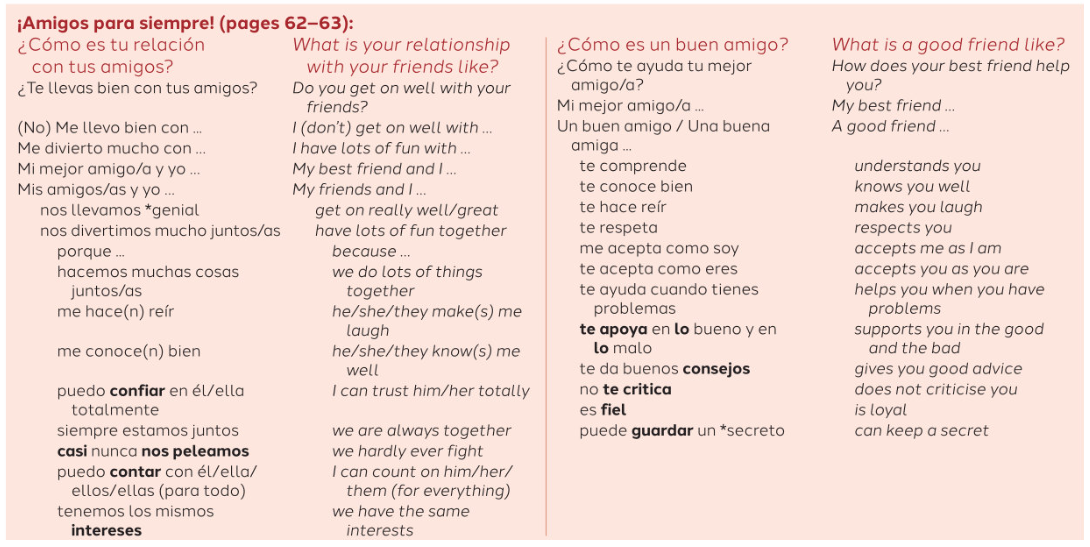 ¡Amigos para siempre! (pages 62–63):
¿Cómo es tu relación
con tus amigos?
What is your relationship
with your friends like?
¿Te llevas bien con tus amigos?
Do you get on well with your
friends?
(No) Me llevo bien con ...
I (don't) get on well with ...
Me divierto mucho con ...
I have lots of fun with ...
Mi mejor amigo/a y yo ...
My best friend and I ...
Mis amigos/as y yo ...
My friends and I ...
nos llevamos *genial
get on really well/great
nos divertimos mucho juntos/as
have lots of fun together
porque ...
because ...
hacemos muchas cosas
juntos/as
we do lots of things
together
me hace(n) reír
he/she/they make(s) me
laugh
me conoce(n) bien
he/she/they know(s) me
well
puedo confiar en él/ella
totalmente
I can trust him/her totally
siempre estamos juntos
we are always together
casi nunca nos peleamos
we hardly ever fight
puedo contar con él/ella/
ellos/ellas (para todo)
I can count on him/her/
them (for everything)
tenemos los mismos
intereses
we have the same
interests
¿Cómo es un buen amigo?
What is a good friend like?
¿Cómo te ayuda tu mejor
amigo/a?
How does your best friend help
you?
Mi mejor amigo/a ...
My best friend ...
Un buen amigo / Una buena
amiga ...
A good friend ...
te comprende
understands you
te conoce bien
knows you well
te hace reír
makes you laugh
te respeta
respects you
me acepta como soy
accepts me as I am
te acepta como eres
accepts you as you are
te ayuda cuando tienes
problemas
helps you when you have
problems
te apoya en lo bueno y en
lo malo
supports you in the good
and the bad
te da buenos consejos
gives you good advice
no te critica
does not criticise you
es fiel
is loyal
puede guardar un *secreto
can keep a secret